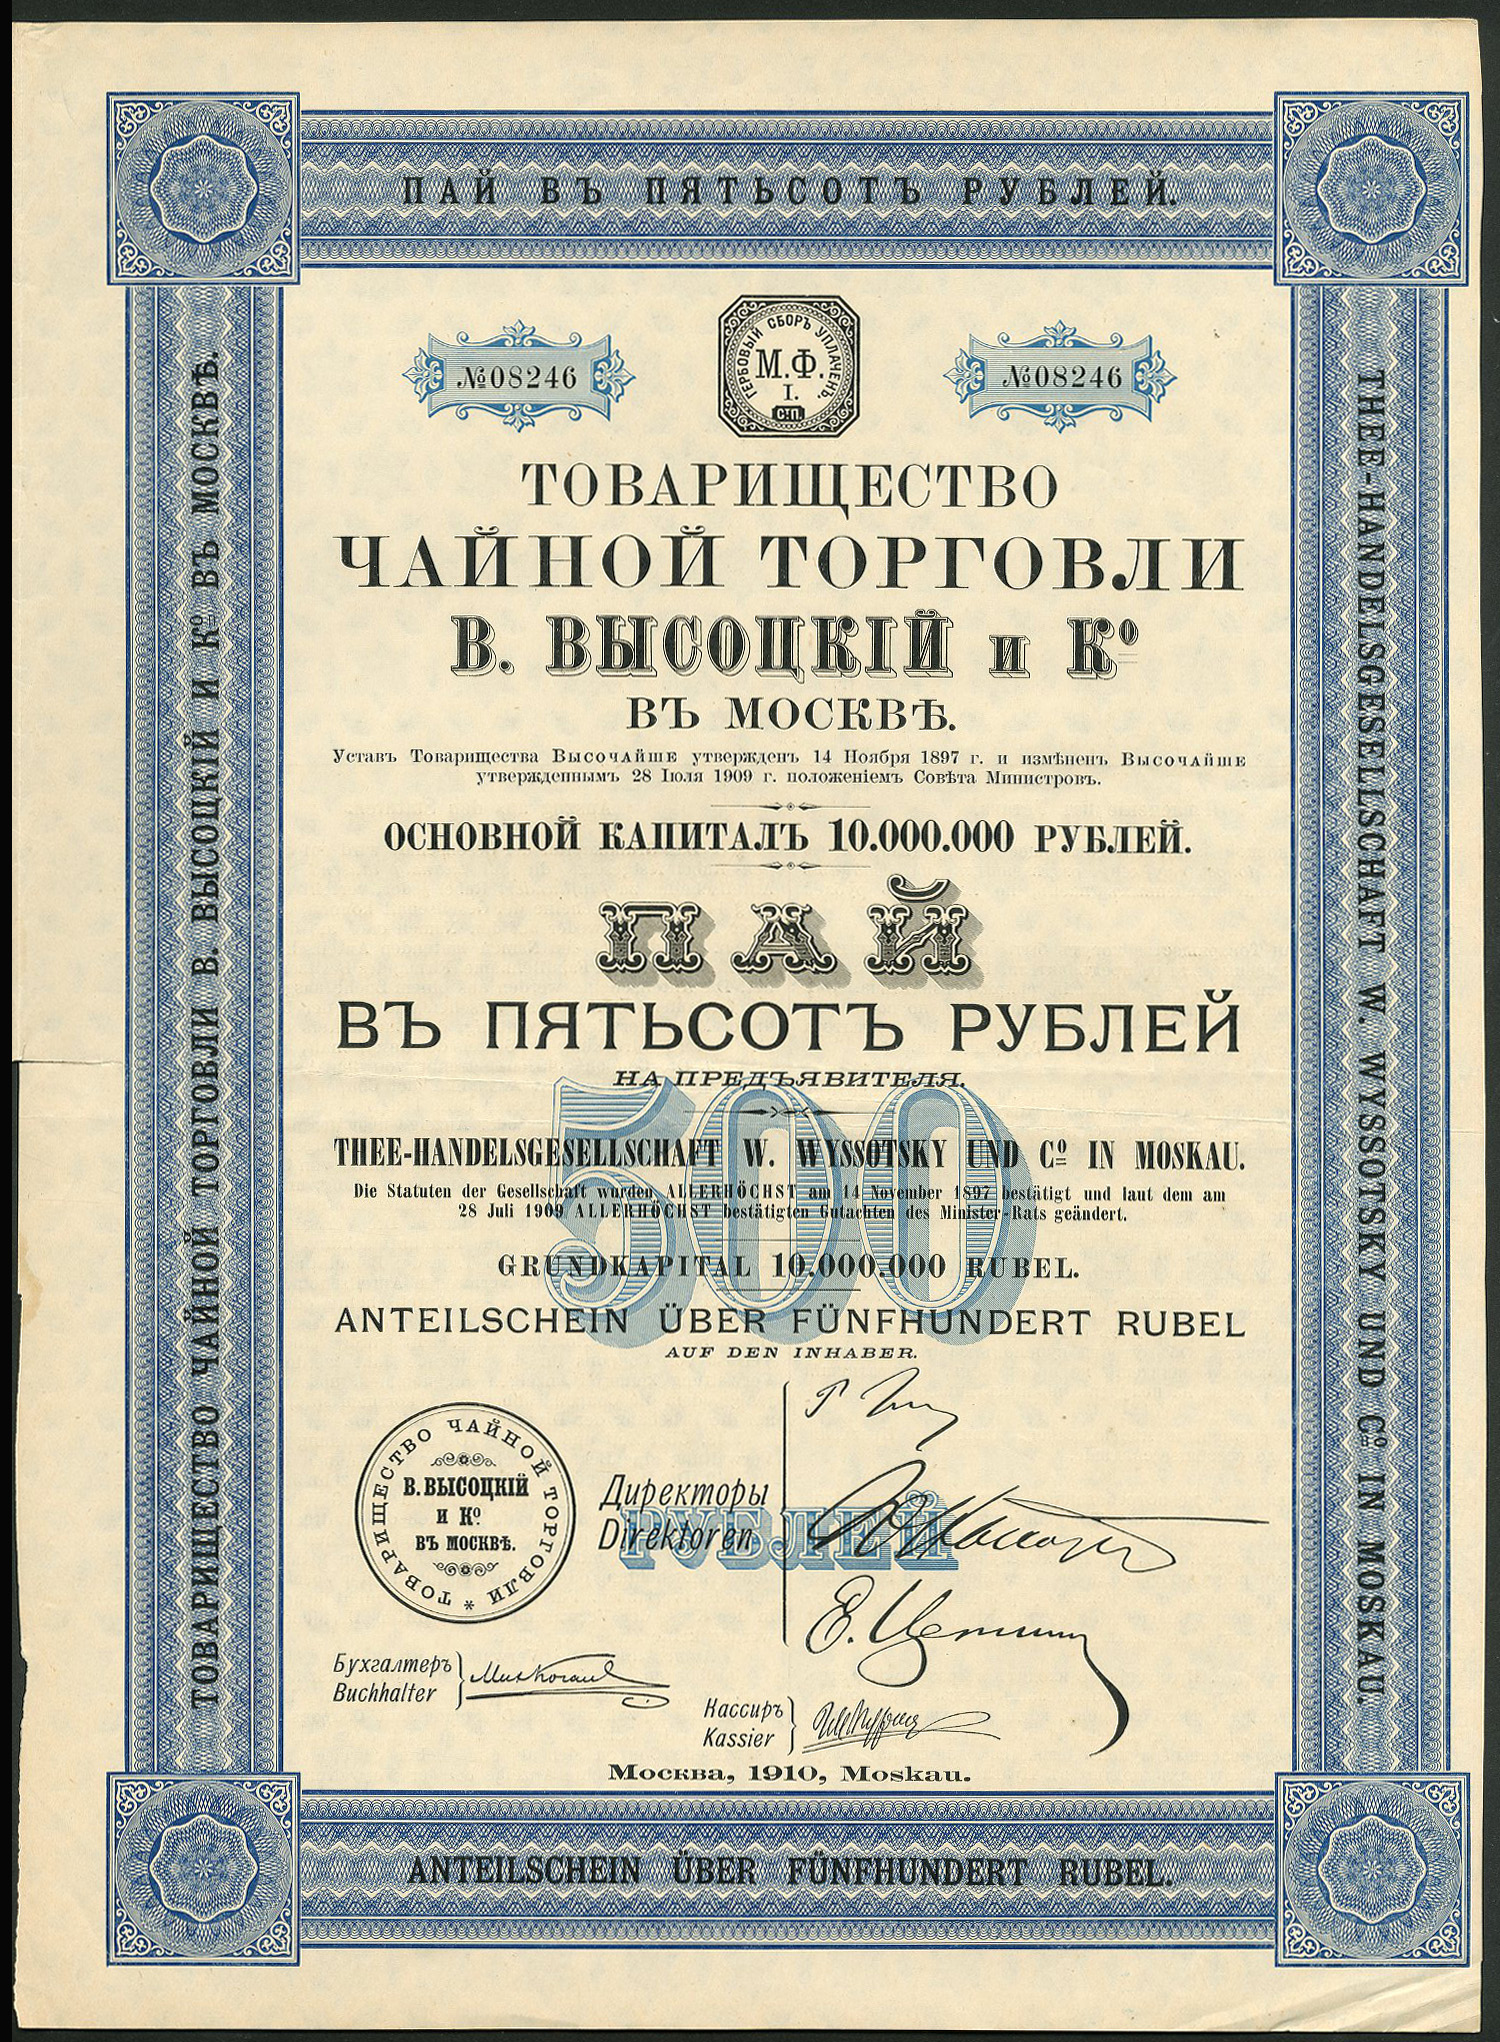 ПАЙ ВЪ ПЯТЬСОТЪ РУБЛЕЙ.
№08246
ГЕРБОВЫЙ СБОРЪ УПЛАЧЕНЪ.
М.Ф.
I.
С.П.
№08246
ТОВАРИЩЕСТВО
ЧАЙНОЙ ТОРГОВЛИ
В. ВЫСОЦКІЙ и Кº
ВЪ МОСКВѢ.
Уставъ Товарищества Высочайше утвержденъ 14 Ноября 1897 г. и измѣненъ Высочайше
утвержденнымъ 28 Іюля 1909 г. положеніемъ Совѣта Министровъ.
ОСНОВНОЙ КАПИТАЛЪ 10.000.000 РУБЛЕЙ.
ПАЙ
ВЪ ПЯТЬСОТЪ РУБЛЕЙ
НА ПРЕДЪЯВИТЕЛЯ.
500
THEE-HANDELSGESELLSCHAFT W. WYSSOTSKY UND Cº IN MOSKAU.
Die Statuten der Gesellschaft wurden ALLERHÖCHST am 14 November 1897 bestätigt und laut dem am
28 Juli 1909 ALLERHÖCHST bestätigten Gutachten des Minister-Rats geändert.
GRUNDKAPITAL 10.000.000 RUBEL.
ANTEILSCHEIN ÜBER FÜNFHUNDERT RUBEL
AUF DEN INHABER.
ТОВАРИЩЕСТВО ЧАЙНОЙ ТОРГОВЛИ *
В. ВЫСОЦКІЙ
И Кº
ВЪ МОСКВѢ.
Директоры
Direktoren
РУБЛЕЙ
Бухгалтеръ
Buchhalter
Кассиръ
Kassier
Москва, 1910, Moskau.
ANTEILSCHEIN ÜBER FÜNFHUNDERT RUBEL.
ТОВАРИЩЕСТВО ЧАЙНОЙ ТОРГОВЛИ В. ВЫСОЦКІЙ И Кº ВЪ МОСКВѢ.
THEE-HANDELSGESELLSCHAFT W. WYSSOTSKY UND Cº IN MOSKAU.